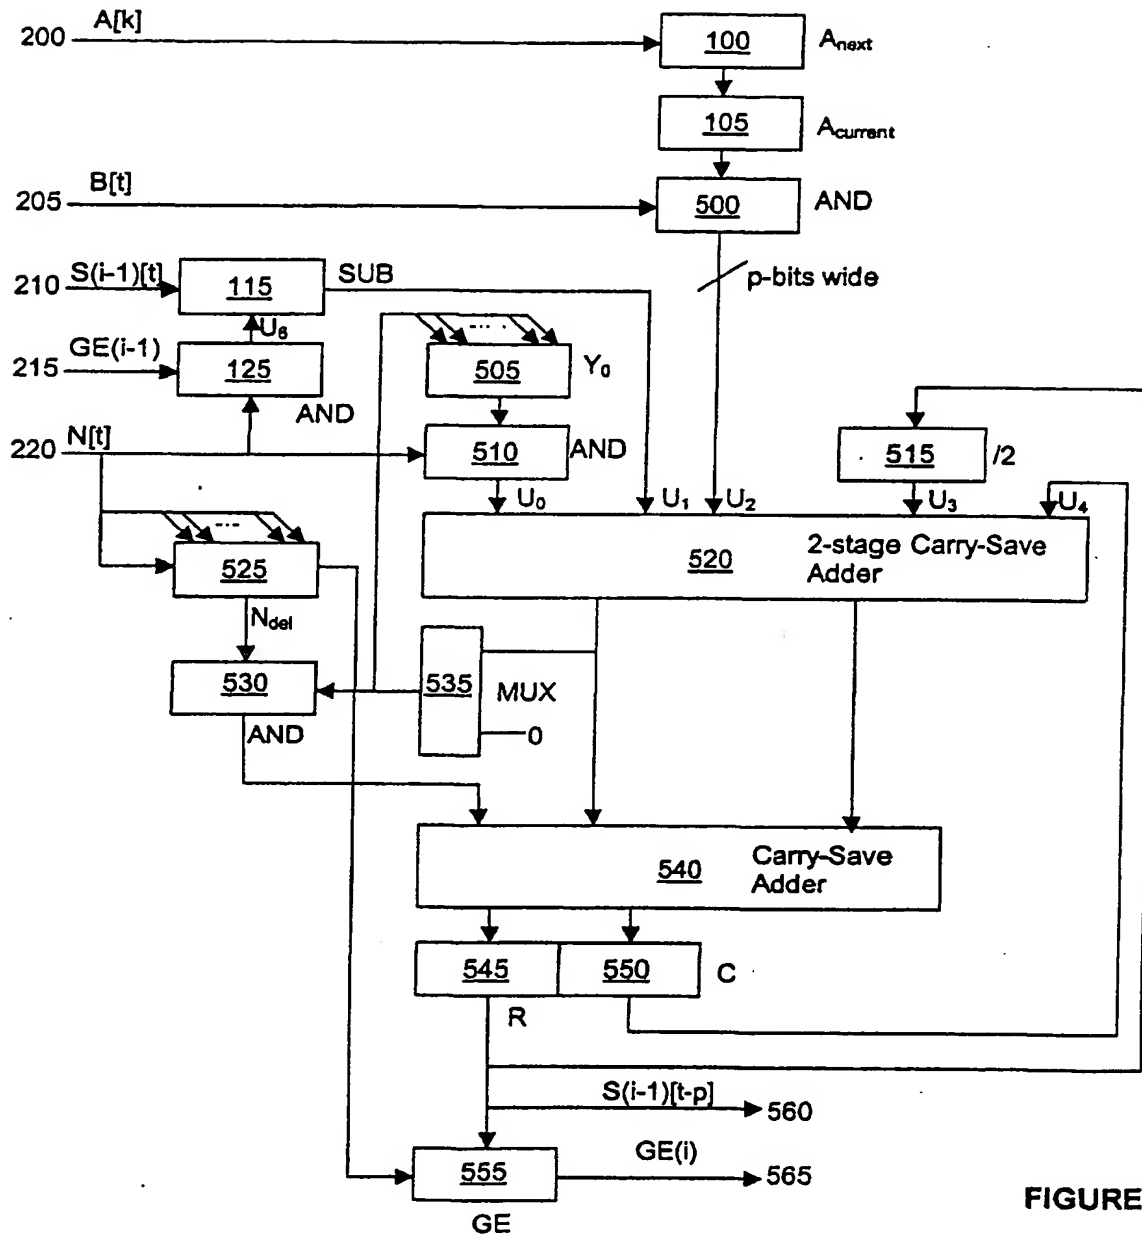 A[k]
200
100
A_next
105
A_current
B[t]
205
500
AND
p-bits wide
S(i-1)[t]
210
115
SUB
U_6
GE(i-1)
215
125
AND
....
505
Y_0
N[t]
220
510
AND
515
/2
U_0
U_1
U_2
U_3
U_4
....
525
520
2-stage Carry-Save
Adder
N_del
530
AND
535
MUX
0
540
Carry-Save
Adder
545
550
C
R
S(i-1)[t-p]
560
555
GE(i)
565
GE
FIGURE